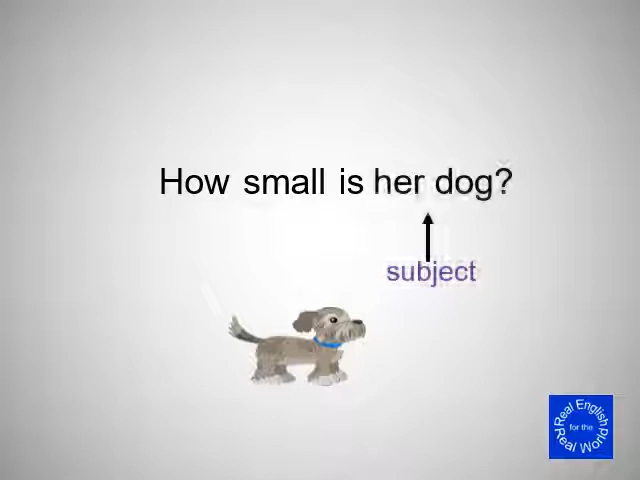 How small is her dog?
subject
Real English
for the
Real World